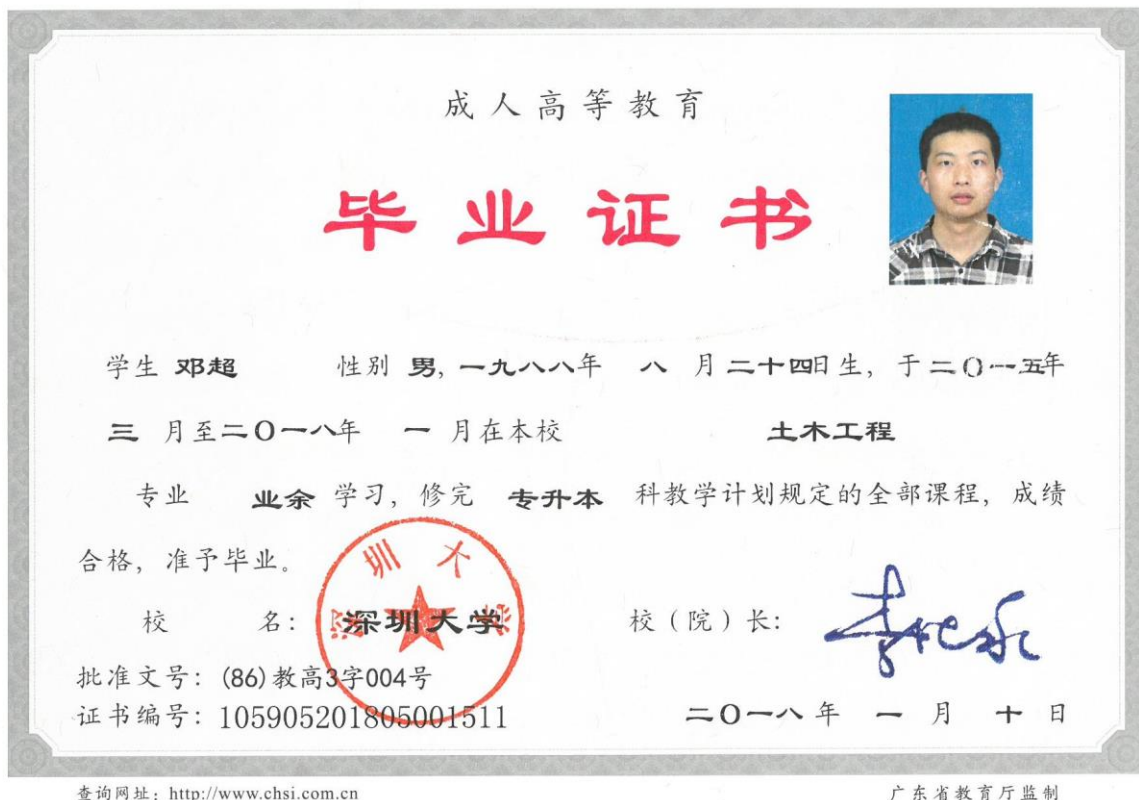 成人高等教育
毕业证书
学生 邓超 性别 男, 一九八八年 八 月 二十四日生, 于二〇一五年
三 月至二〇一八年 一 月在本校 土木工程
专业 业余 学习, 修完 专升本 科教学计划规定的全部课程, 成绩
合格, 准予毕业。
深圳大学
校 名: 深圳大学 校（院）长:
批准文号: (86)教高3字004号
证书编号: 105905201805001511 二〇一八 年 一 月 十 日
查询网址: http://www.chsi.com.cn 广东省教育厅监制